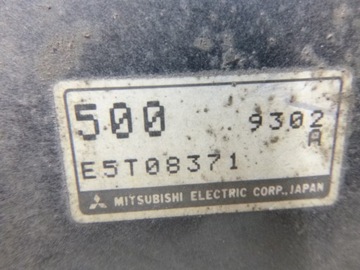 500 9302
A
E5T08371
MITSUBISHI ELECTRIC CORP., JAPAN